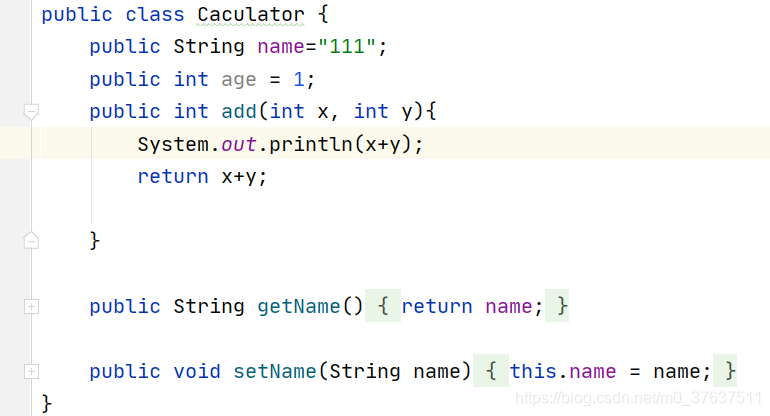 public class Caculator {
    public String name="111";
    public int age = 1;
    public int add(int x, int y){
        System.out.println(x+y);
        return x+y;
    }
    public String getName() { return name; }
    public void setName(String name) { this.name = name; }
}
https://blog.csdn.net/m0_37637511